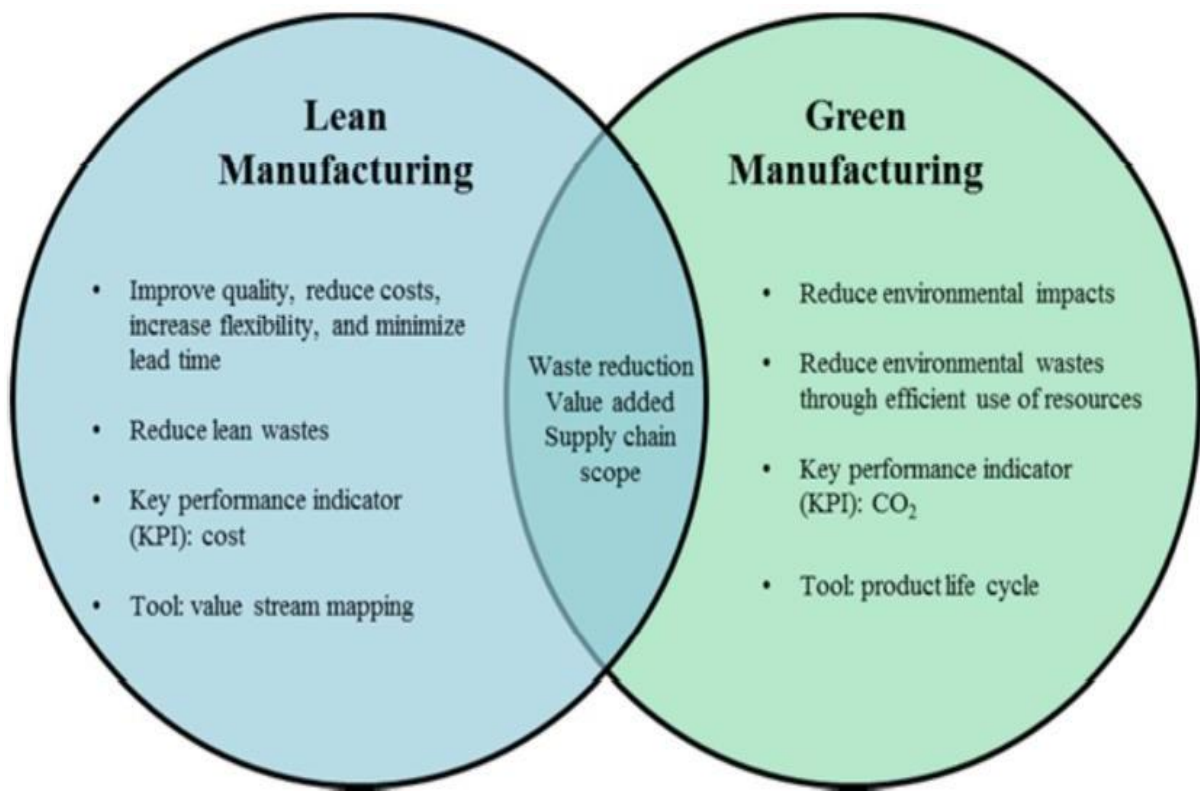 Lean
Manufacturing
• Improve quality, reduce costs,
increase flexibility, and minimize
lead time
• Reduce lean wastes
• Key performance indicator
(KPI): cost
• Tool: value stream mapping
Waste reduction
Value added
Supply chain
scope
Green
Manufacturing
• Reduce environmental impacts
• Reduce environmental wastes
through efficient use of resources
• Key performance indicator
(KPI): CO₂
• Tool: product life cycle